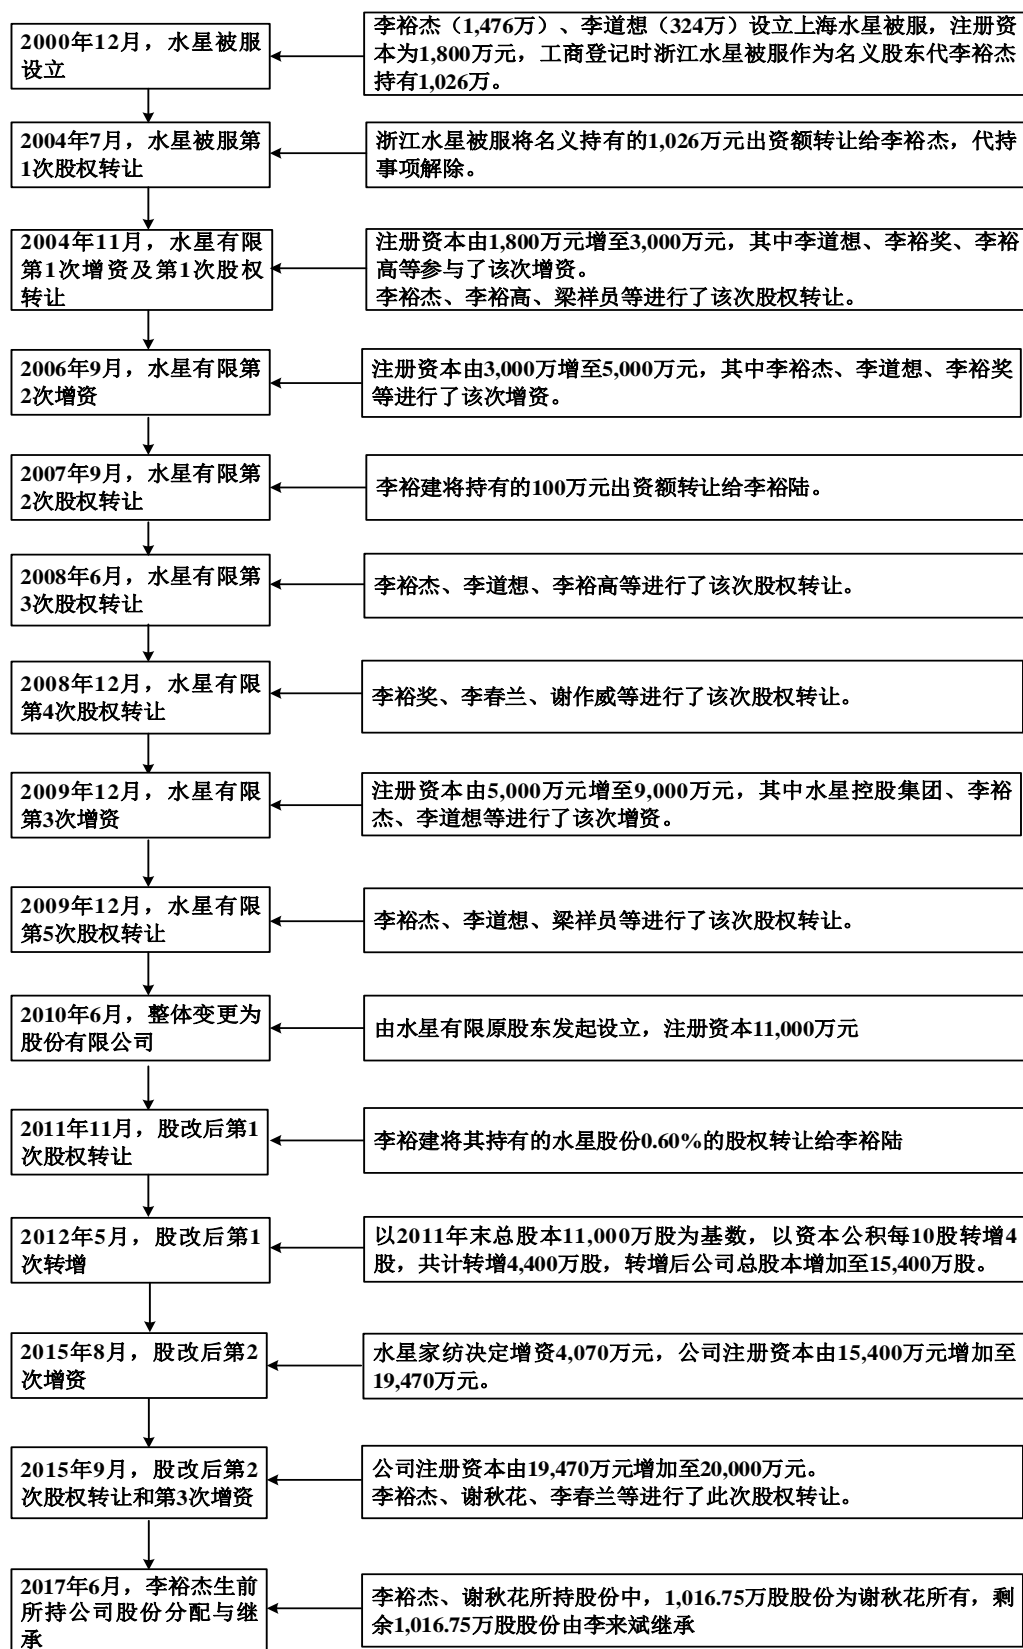 2000年12月，水星被服
设立
李裕杰（1,476万）、李道想（324万）设立上海水星被服，注册资
本为1,800万元，工商登记时浙江水星被服作为名义股东代李裕杰
持有1,026万。
2004年7月，水星被服第
1次股权转让
浙江水星被服将名义持有的1,026万元出资额转让给李裕杰，代持
事项解除。
2004年11月，水星有限
第1次增资及第1次股权
转让
注册资本由1,800万元增至3,000万元，其中李道想、李裕奖、李裕
高等参与了该次增资。
李裕杰、李裕高、梁祥员等进行了该次股权转让。
2006年9月，水星有限第
2次增资
注册资本由3,000万增至5,000万元，其中李裕杰、李道想、李裕奖
等进行了该次增资。
2007年9月，水星有限第
2次股权转让
李裕建将持有的100万元出资额转让给李裕陆。
2008年6月，水星有限第
3次股权转让
李裕杰、李道想、李裕高等进行了该次股权转让。
2008年12月，水星有限
第4次股权转让
李裕奖、李春兰、谢作威等进行了该次股权转让。
2009年12月，水星有限
第3次增资
注册资本由5,000万元增至9,000万元，其中水星控股集团、李裕
杰、李道想等进行了该次增资。
2009年12月，水星有限
第5次股权转让
李裕杰、李道想、梁祥员等进行了该次股权转让。
2010年6月，整体变更为
股份有限公司
由水星有限原股东发起设立，注册资本11,000万元
2011年11月，股改后第1
次股权转让
李裕建将其持有的水星股份0.60%的股权转让给李裕陆
2012年5月，股改后第1
次转增
以2011年末总股本11,000万股为基数，以资本公积每10股转增4
股，共计转增4,400万股，转增后公司总股本增加至15,400万股。
2015年8月，股改后第2
次增资
水星家纺决定增资4,070万元，公司注册资本由15,400万元增加至
19,470万元。
2015年9月，股改后第2
次股权转让和第3次增资
公司注册资本由19,470万元增加至20,000万元。
李裕杰、谢秋花、李春兰等进行了此次股权转让。
2017年6月，李裕杰生前
所持公司股份分配与继
承
李裕杰、谢秋花所持股份中，1,016.75万股股份为谢秋花所有，剩
余1,016.75万股股份由李来斌继承